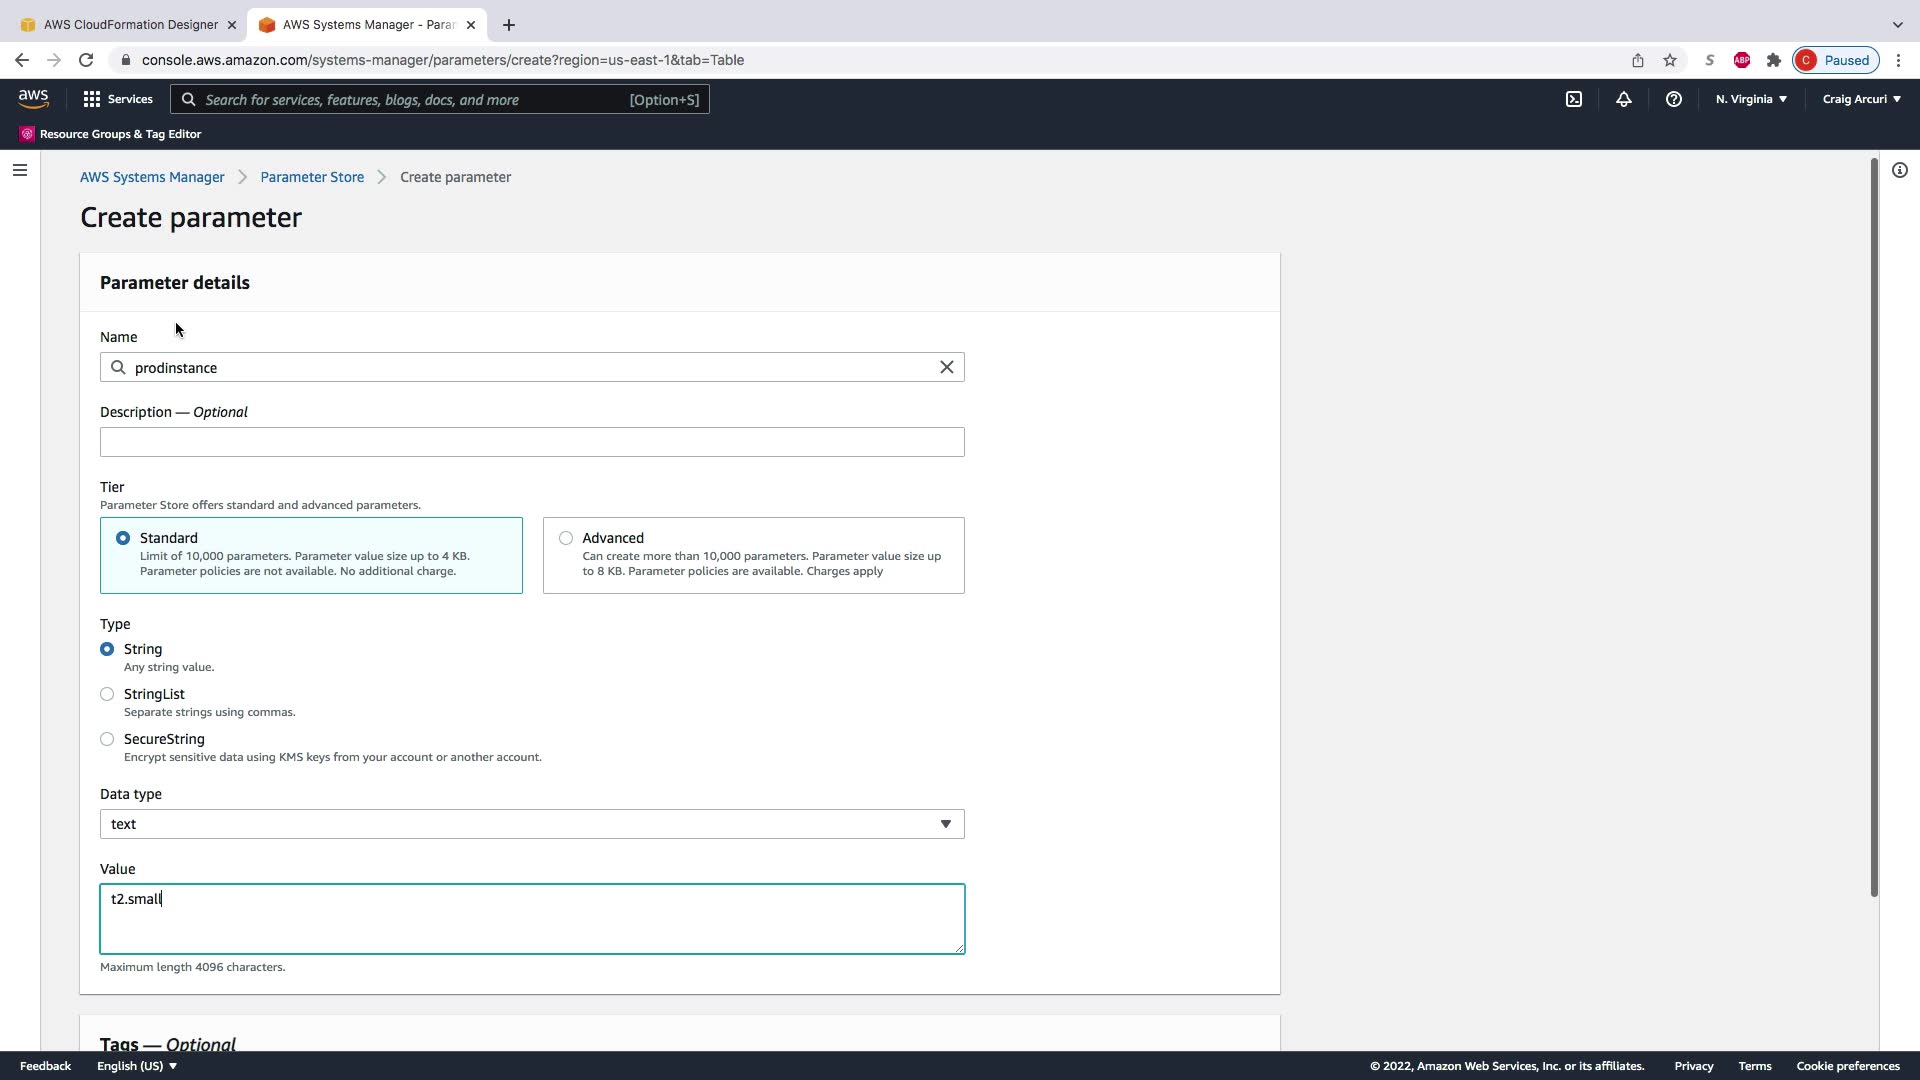 AWS CloudFormation Designer
AWS Systems Manager - Para
console.aws.amazon.com/systems-manager/parameters/create?region=us-east-1&tab=Table
S
ABP
C
Paused
aws
Services
Search for services, features, blogs, docs, and more
[Option+S]
N. Virginia
Craig Arcuri
Resource Groups & Tag Editor
AWS Systems Manager
Parameter Store
Create parameter
Create parameter
Parameter details
Name
prodinstance
Description — Optional
Tier
Parameter Store offers standard and advanced parameters.
Standard
Limit of 10,000 parameters. Parameter value size up to 4 KB.
Parameter policies are not available. No additional charge.
Advanced
Can create more than 10,000 parameters. Parameter value size up
to 8 KB. Parameter policies are available. Charges apply
Type
String
Any string value.
StringList
Separate strings using commas.
SecureString
Encrypt sensitive data using KMS keys from your account or another account.
Data type
text
Value
t2.small
Maximum length 4096 characters.
Tags — Optional
Feedback
English (US)
© 2022, Amazon Web Services, Inc. or its affiliates.
Privacy
Terms
Cookie preferences